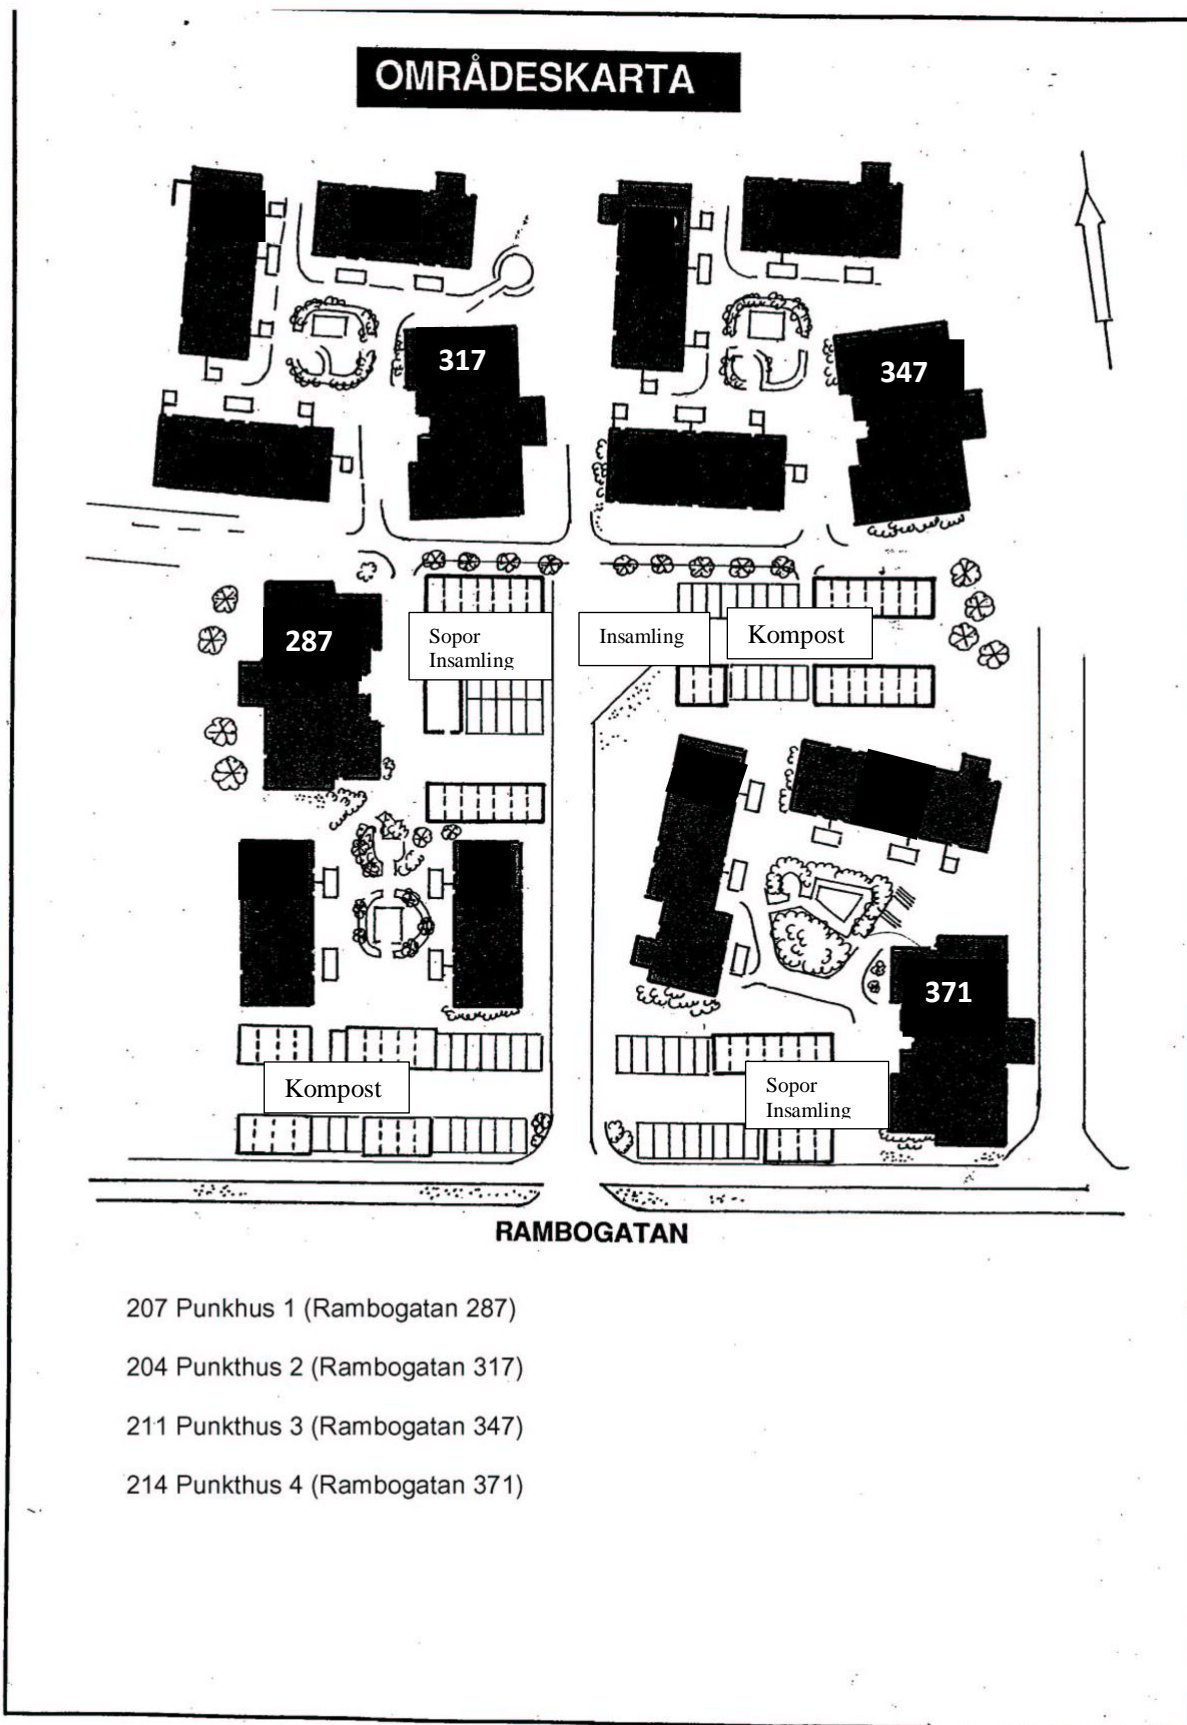 OMRÅDESKARTA
317
347
287
Sopor
Insamling
Insamling
Kompost
371
Kompost
Sopor
Insamling
RAMBOGATAN
207 Punkhus 1 (Rambogatan 287)
204 Punkthus 2 (Rambogatan 317)
211 Punkthus 3 (Rambogatan 347)
214 Punkthus 4 (Rambogatan 371)